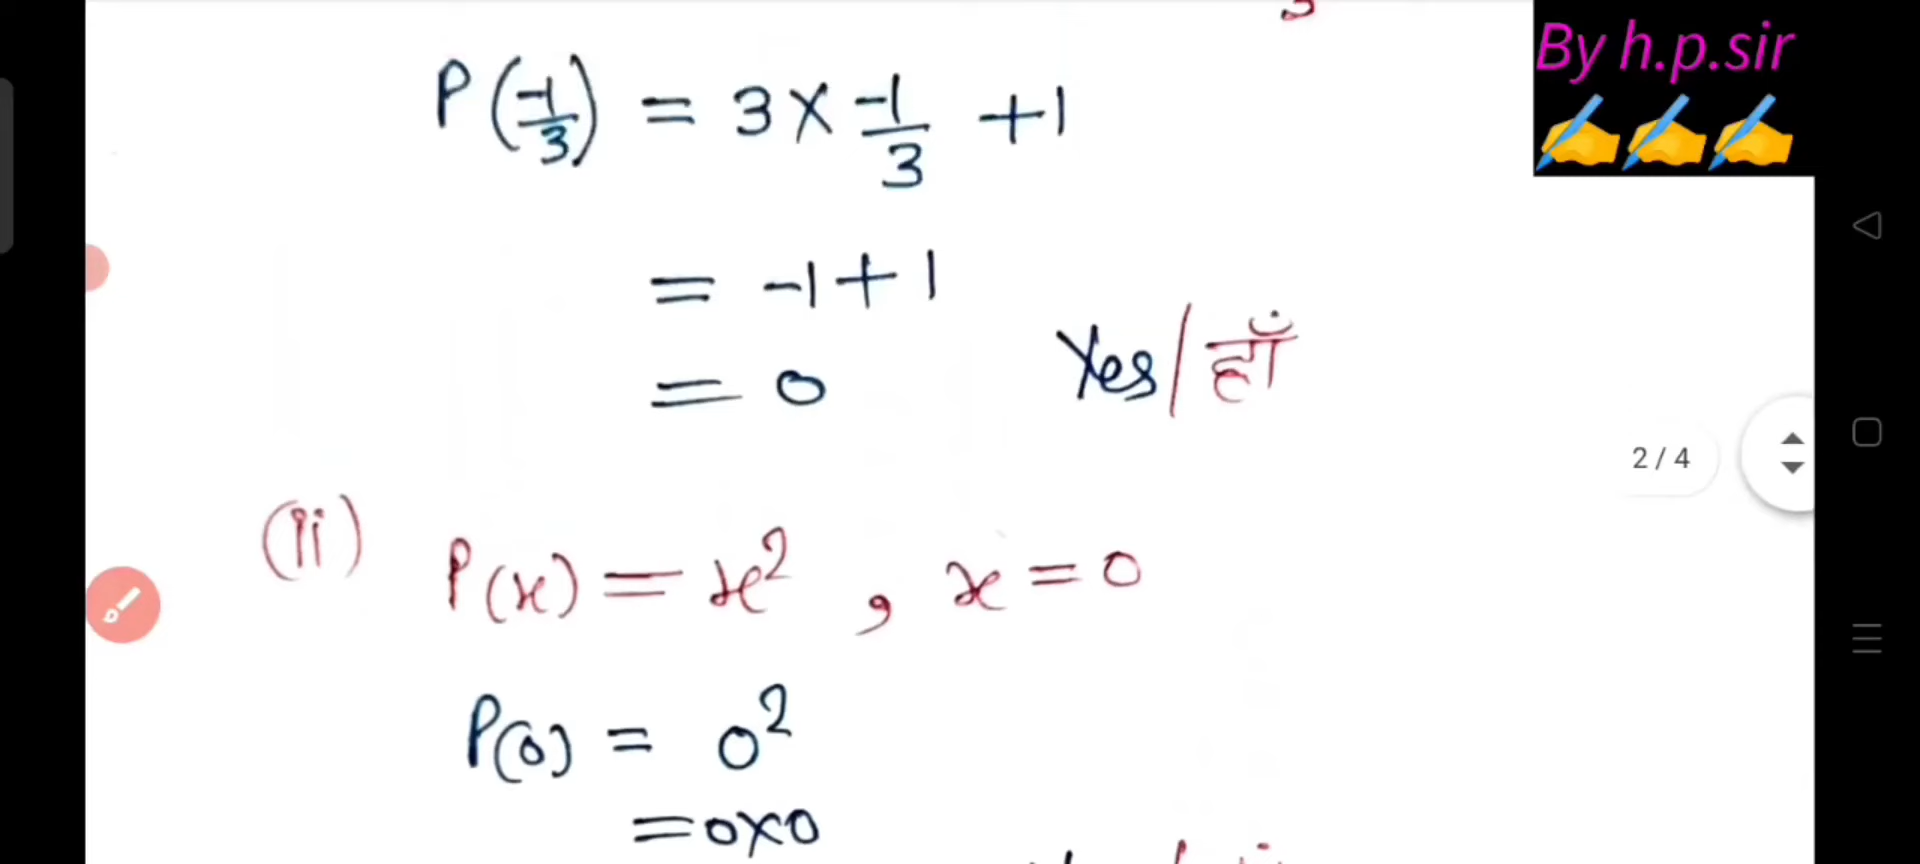 By h.p.sir
P(-1/3) = 3 × -1/3 + 1
= -1 + 1
= 0 Yes/हाँ
2 / 4
(ii) P(x) = x² , x = 0
P(0) = 0²
= 0×0